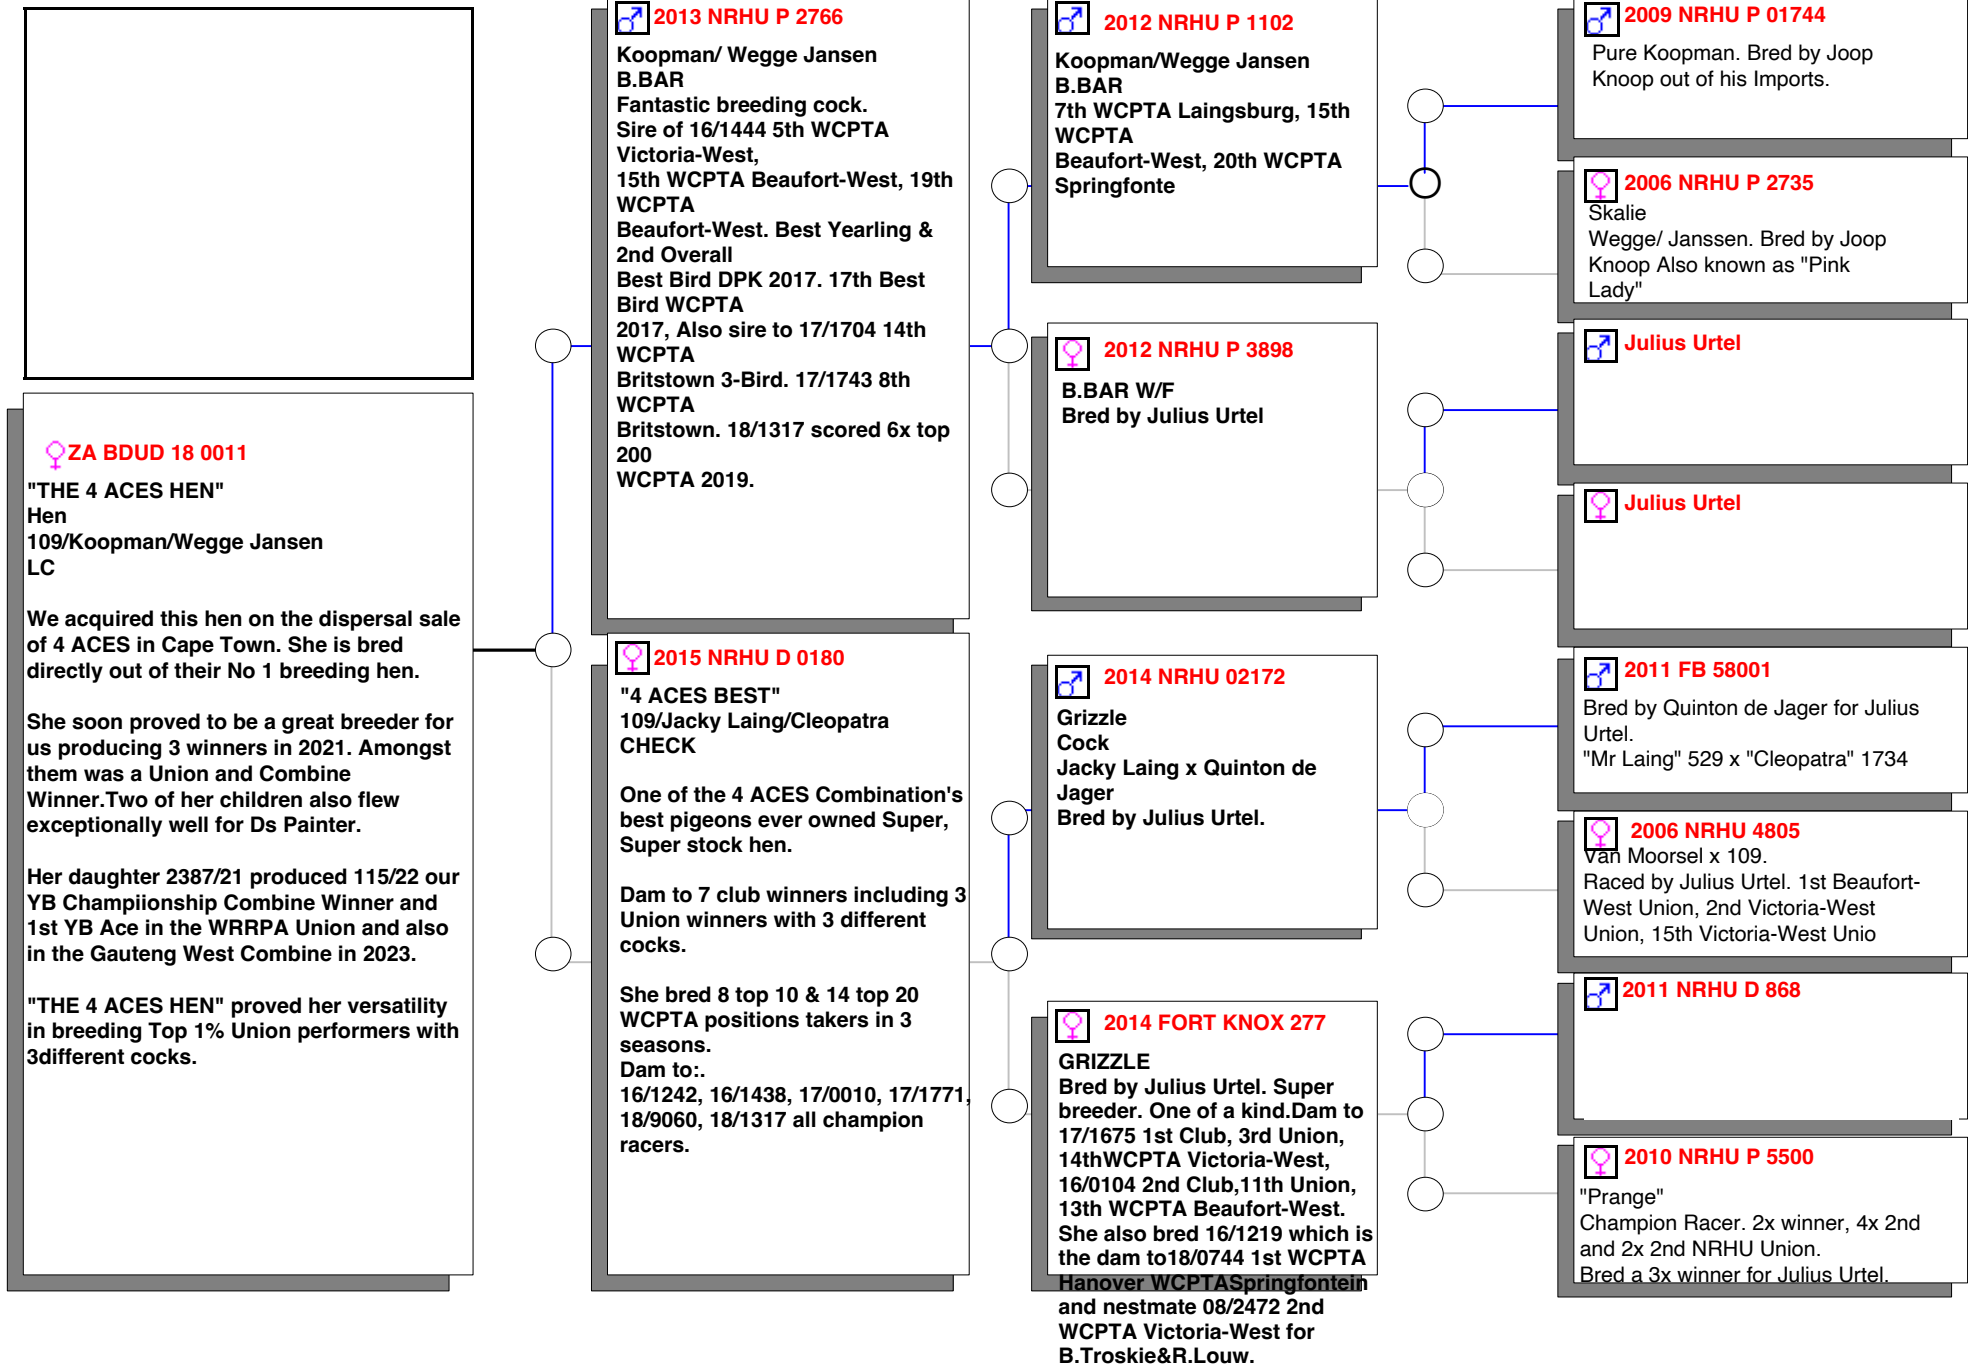 ZA BDUD 18 0011
"THE 4 ACES HEN"
Hen
109/Koopman/Wegge Jansen
LC
We acquired this hen on the dispersal sale
of 4 ACES in Cape Town. She is bred
directly out of their No 1 breeding hen.
She soon proved to be a great breeder for
us producing 3 winners in 2021. Amongst
them was a Union and Combine
Winner.Two of her children also flew
exceptionally well for Ds Painter.
Her daughter 2387/21 produced 115/22 our
YB Champiionship Combine Winner and
1st YB Ace in the WRRPA Union and also
in the Gauteng West Combine in 2023.
"THE 4 ACES HEN" proved her versatility
in breeding Top 1% Union performers with
3different cocks.
2013 NRHU P 2766
Koopman/ Wegge Jansen
B.BAR
Fantastic breeding cock.
Sire of 16/1444 5th WCPTA
Victoria-West,
15th WCPTA Beaufort-West, 19th
WCPTA
Beaufort-West. Best Yearling &
2nd Overall
Best Bird DPK 2017. 17th Best
Bird WCPTA
2017, Also sire to 17/1704 14th
WCPTA
Britstown 3-Bird. 17/1743 8th
WCPTA
Britstown. 18/1317 scored 6x top
200
WCPTA 2019.
2015 NRHU D 0180
"4 ACES BEST"
109/Jacky Laing/Cleopatra
CHECK
One of the 4 ACES Combination's
best pigeons ever owned Super,
Super stock hen.
Dam to 7 club winners including 3
Union winners with 3 different
cocks.
She bred 8 top 10 & 14 top 20
WCPTA positions takers in 3
seasons.
Dam to:.
16/1242, 16/1438, 17/0010, 17/1771,
18/9060, 18/1317 all champion
racers.
2012 NRHU P 1102
Koopman/Wegge Jansen
B.BAR
7th WCPTA Laingsburg, 15th
WCPTA
Beaufort-West, 20th WCPTA
Springfonte
2012 NRHU P 3898
B.BAR W/F
Bred by Julius Urtel
2014 NRHU 02172
Grizzle
Cock
Jacky Laing x Quinton de
Jager
Bred by Julius Urtel.
2014 FORT KNOX 277
GRIZZLE
Bred by Julius Urtel. Super
breeder. One of a kind.Dam to
17/1675 1st Club, 3rd Union,
14thWCPTA Victoria-West,
16/0104 2nd Club,11th Union,
13th WCPTA Beaufort-West.
She also bred 16/1219 which is
the dam to18/0744 1st WCPTA
Hanover WCPTASpringfontein
and nestmate 08/2472 2nd
WCPTA Victoria-West for
B.Troskie&R.Louw.
2009 NRHU P 01744
Pure Koopman. Bred by Joop
Knoop out of his Imports.
2006 NRHU P 2735
Skalie
Wegge/ Janssen. Bred by Joop
Knoop Also known as "Pink
Lady"
Julius Urtel
Julius Urtel
2011 FB 58001
Bred by Quinton de Jager for Julius
Urtel.
"Mr Laing" 529 x "Cleopatra" 1734
2006 NRHU 4805
Van Moorsel x 109.
Raced by Julius Urtel. 1st Beaufort-
West Union, 2nd Victoria-West
Union, 15th Victoria-West Unio
2011 NRHU D 868
2010 NRHU P 5500
"Prange"
Champion Racer. 2x winner, 4x 2nd
and 2x 2nd NRHU Union.
Bred a 3x winner for Julius Urtel.